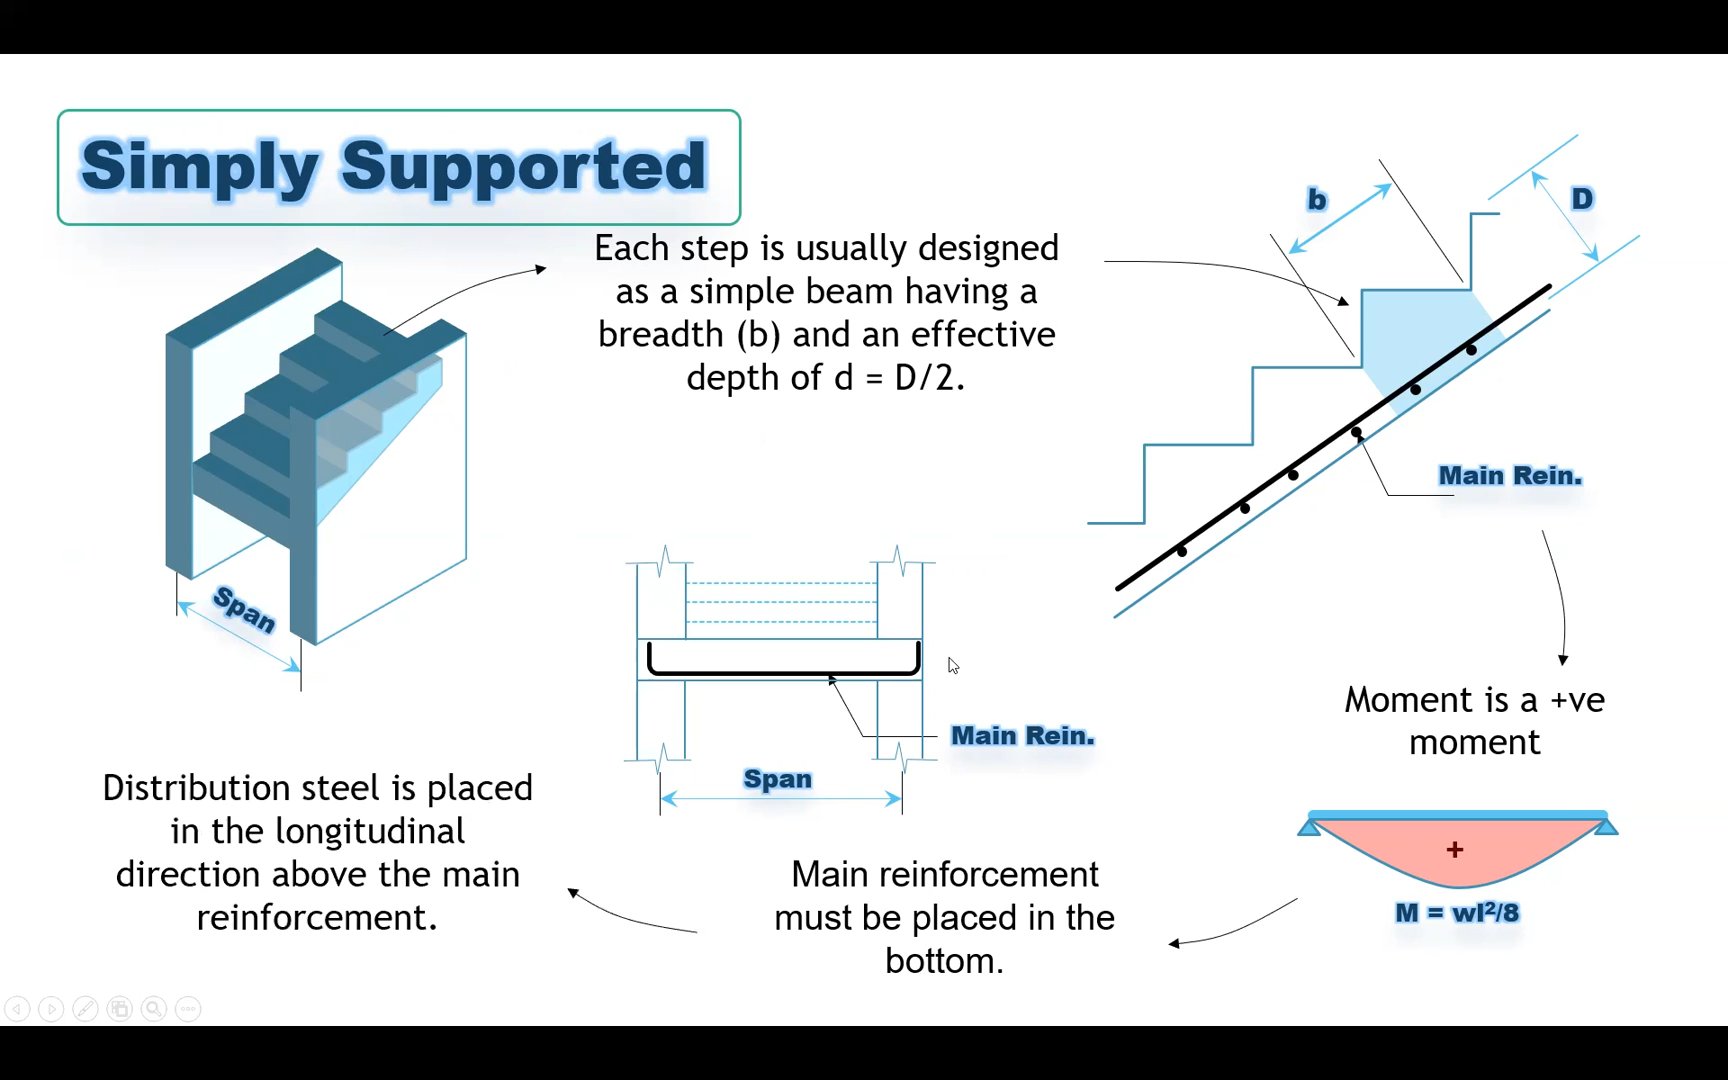 Simply Supported
Each step is usually designed
as a simple beam having a
breadth (b) and an effective
depth of d = D/2.
b
D
Main Rein.
Span
Moment is a +ve
moment
Main Rein.
Span
Distribution steel is placed
in the longitudinal
direction above the main
reinforcement.
Main reinforcement
must be placed in the
bottom.
+
M = wl²/8